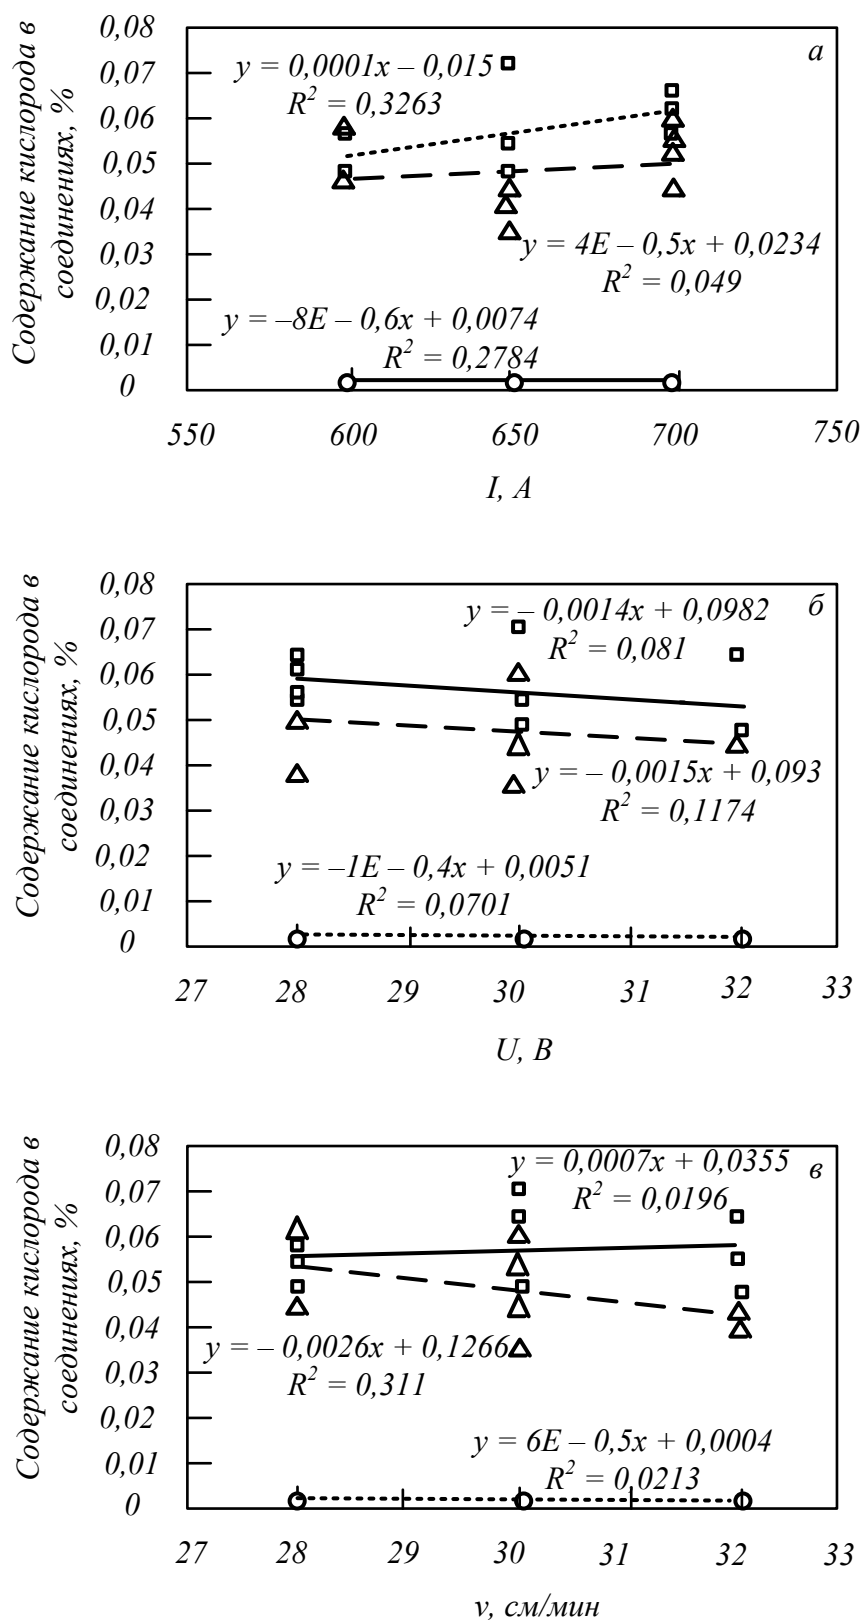 Содержание кислорода в
соединениях, %
0,08
0,07
0,06
0,05
0,04
0,03
0,02
0,01
0
y = 0,0001x – 0,015
R² = 0,3263
а
y = 4E – 0,5x + 0,0234
R² = 0,049
y = –8E – 0,6x + 0,0074
R² = 0,2784
550 600 650 700 750
I, А
Содержание кислорода в
соединениях, %
0,08
0,07
0,06
0,05
0,04
0,03
0,02
0,01
0
y = – 0,0014x + 0,0982
R² = 0,081
б
y = – 0,0015x + 0,093
R² = 0,1174
y = –1E – 0,4x + 0,0051
R² = 0,0701
27 28 29 30 31 32 33
U, В
Содержание кислорода в
соединениях, %
0,08
0,07
0,06
0,05
0,04
0,03
0,02
0,01
0
y = 0,0007x + 0,0355
R² = 0,0196
в
y = – 0,0026x + 0,1266
R² = 0,311
y = 6E – 0,5x + 0,0004
R² = 0,0213
27 28 29 30 31 32 33
v, см/мин